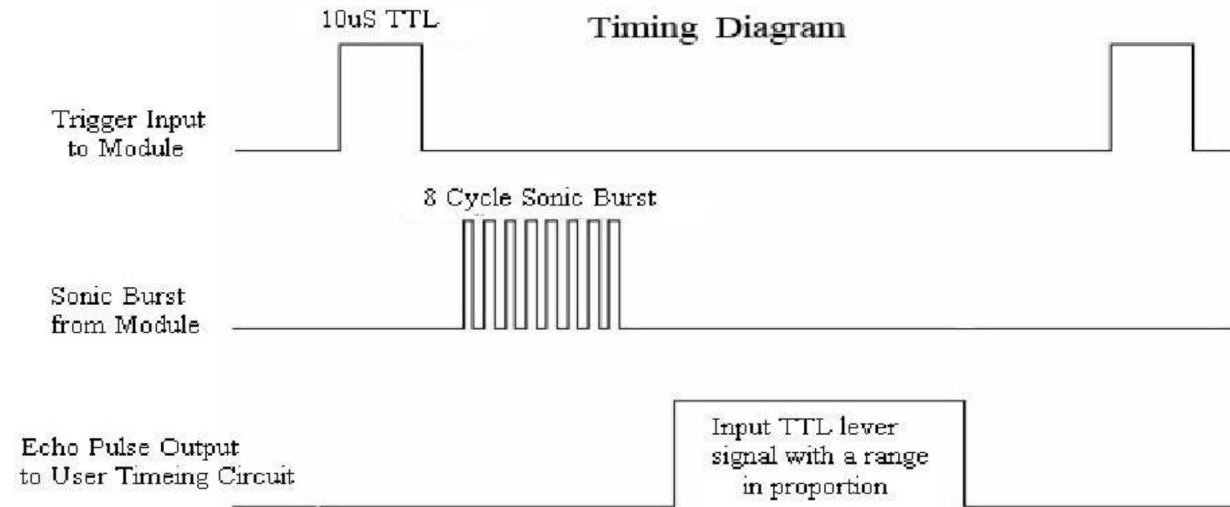 10uS TTL
Timing Diagram
Trigger Input
to Module
8 Cycle Sonic Burst
Sonic Burst
from Module
Echo Pulse Output
to User Timeing Circuit
Input TTL lever
signal with a range
in proportion